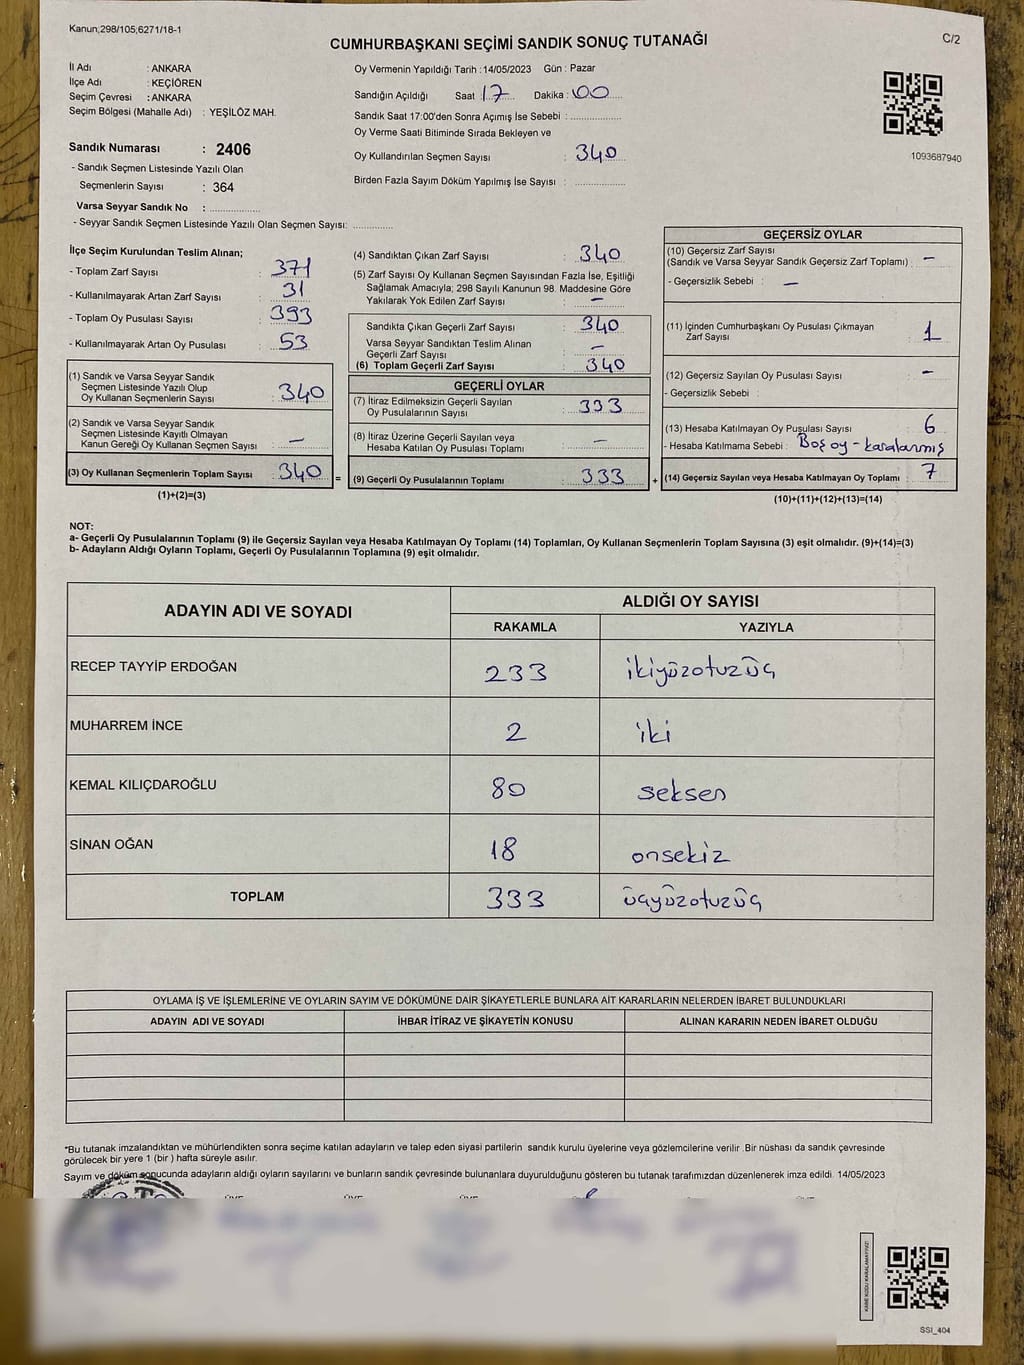 Kanun;298/105;6271/18-1
C/2
CUMHURBAŞKANI SEÇİMİ SANDIK SONUÇ TUTANAĞI
İl Adı : ANKARA
İlçe Adı : KEÇİÖREN
Seçim Çevresi : ANKARA
Seçim Bölgesi (Mahalle Adı) : YEŞİLÖZ MAH.
Sandık Numarası : 2406
- Sandık Seçmen Listesinde Yazılı Olan
Seçmenlerin Sayısı : 364
Varsa Seyyar Sandık No :
- Seyyar Sandık Seçmen Listesinde Yazılı Olan Seçmen Sayısı:
Oy Vermenin Yapıldığı Tarih :14/05/2023 Gün : Pazar
Sandığın Açıldığı Saat : 17 Dakika : 00
Sandık Saat 17:00'den Sonra Açımış İse Sebebi :
Oy Verme Saati Bitiminde Sırada Bekleyen ve
Oy Kullandırılan Seçmen Sayısı : 340
Birden Fazla Sayım Döküm Yapılmış İse Sayısı :
1093687940
İlçe Seçim Kurulundan Teslim Alınan;
- Toplam Zarf Sayısı : 371
- Kullanılmayarak Artan Zarf Sayısı : 31
- Toplam Oy Pusulası Sayısı : 393
- Kullanılmayarak Artan Oy Pusulası : 53
(1) Sandık ve Varsa Seyyar Sandık
Seçmen Listesinde Yazılı Olup
Oy Kullanan Seçmenlerin Sayısı : 340
(2) Sandık ve Varsa Seyyar Sandık
Seçmen Listesinde Kayıtlı Olmayan
Kanun Gereği Oy Kullanan Seçmen Sayısı : —
(3) Oy Kullanan Seçmenlerin Toplam Sayısı : 340
(1)+(2)=(3)
(4) Sandıktan Çıkan Zarf Sayısı : 340
(5) Zarf Sayısı Oy Kullanan Seçmen Sayısından Fazla İse, Eşitliği
Sağlamak Amacıyla; 298 Sayılı Kanunun 98. Maddesine Göre
Yakılarak Yok Edilen Zarf Sayısı : —
Sandıkta Çıkan Geçerli Zarf Sayısı : 340
Varsa Seyyar Sandıktan Teslim Alınan
Geçerli Zarf Sayısı : —
(6) Toplam Geçerli Zarf Sayısı : 340
GEÇERLİ OYLAR
(7) İtiraz Edilmeksizin Geçerli Sayılan
Oy Pusulalarının Sayısı : 333
(8) İtiraz Üzerine Geçerli Sayılan veya
Hesaba Katılan Oy Pusulası Toplamı : —
= (9) Geçerli Oy Pusulalarının Toplamı : 333
GEÇERSİZ OYLAR
(10) Geçersiz Zarf Sayısı
(Sandık ve Varsa Seyyar Sandık Geçersiz Zarf Toplamı) : —
- Geçersizlik Sebebi : —
(11) İçinden Cumhurbaşkanı Oy Pusulası Çıkmayan
Zarf Sayısı : 1
(12) Geçersiz Sayılan Oy Pusulası Sayısı : —
- Geçersizlik Sebebi :
(13) Hesaba Katılmayan Oy Pusulası Sayısı : 6
- Hesaba Katılmama Sebebi : Boş oy - karalanmış
+ (14) Geçersiz Sayılan veya Hesaba Katılmayan Oy Toplamı : 7
(10)+(11)+(12)+(13)=(14)
NOT:
a- Geçerli Oy Pusulalarının Toplamı (9) ile Geçersiz Sayılan veya Hesaba Katılmayan Oy Toplamı (14) Toplamları, Oy Kullanan Seçmenlerin Toplam Sayısına (3) eşit olmalıdır. (9)+(14)=(3)
b- Adayların Aldığı Oyların Toplamı, Geçerli Oy Pusulalarının Toplamına (9) eşit olmalıdır.
ADAYIN ADI VE SOYADI
ALDIĞI OY SAYISI
RAKAMLA YAZIYLA
RECEP TAYYİP ERDOĞAN 233 ikiyüzotuzüç
MUHARREM İNCE 2 iki
KEMAL KILIÇDAROĞLU 80 seksen
SİNAN OĞAN 18 onsekiz
TOPLAM 333 üçyüzotuzüç
OYLAMA İŞ VE İŞLEMLERİNE VE OYLARIN SAYIM VE DÖKÜMÜNE DAİR ŞİKAYETLERLE BUNLARA AİT KARARLARIN NELERDEN İBARET BULUNDUKLARI
ADAYIN ADI VE SOYADI İHBAR İTİRAZ VE ŞİKAYETİN KONUSU ALINAN KARARIN NEDEN İBARET OLDUĞU
*Bu tutanak imzalandıktan ve mühürlendikten sonra seçime katılan adayların ve talep eden siyasi partilerin sandık kurulu üyelerine veya gözlemcilerine verilir .Bir nüshası da sandık çevresinde
görülecek bir yere 1 (bir ) hafta süreyle asılır.
Sayım ve döküm sonucunda adayların aldığı oyların sayılarını ve bunların sandık çevresinde bulunanlara duyurulduğunu gösteren bu tutanak tarafımızdan düzenlenerek imza edildi. 14/05/2023
KARE KODU KARALAMAYINIZ!
SSI_404